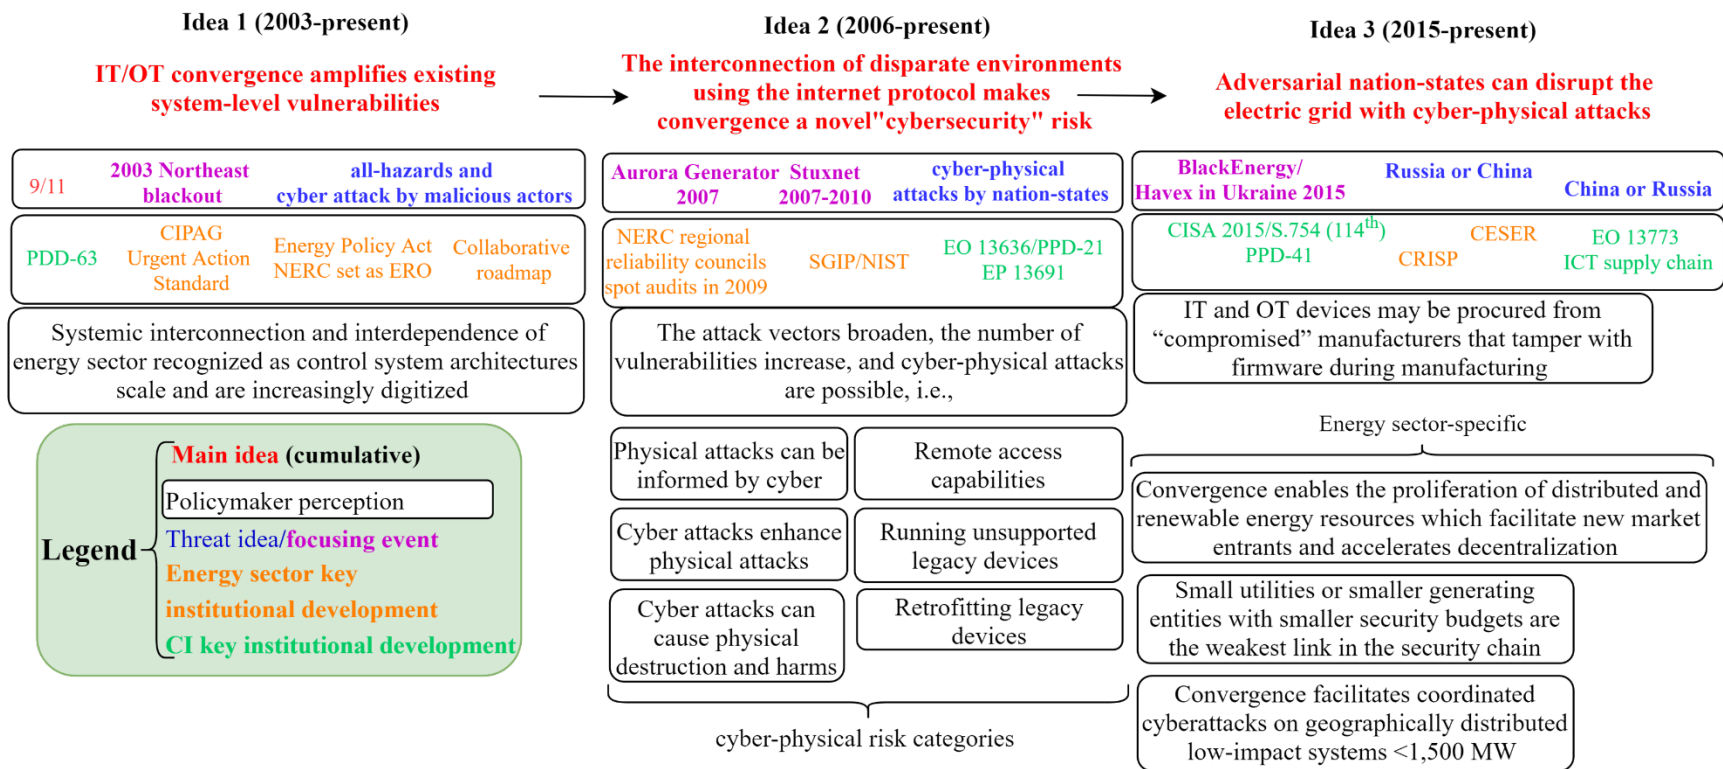 Idea 1 (2003-present)
IT/OT convergence amplifies existing
system-level vulnerabilities
9/11
2003 Northeast
blackout
all-hazards and
cyber attack by malicious actors
PDD-63
CIPAG
Urgent Action
Standard
Energy Policy Act
NERC set as ERO
Collaborative
roadmap
Systemic interconnection and interdependence of
energy sector recognized as control system architectures
scale and are increasingly digitized
Legend
Main idea (cumulative)
Policymaker perception
Threat idea/focusing event
Energy sector key
institutional development
CI key institutional development
Idea 2 (2006-present)
The interconnection of disparate environments
using the internet protocol makes
convergence a novel"cybersecurity" risk
Aurora Generator
2007
Stuxnet
2007-2010
cyber-physical
attacks by nation-states
NERC regional
reliability councils
spot audits in 2009
SGIP/NIST
EO 13636/PPD-21
EP 13691
The attack vectors broaden, the number of
vulnerabilities increase, and cyber-physical attacks
are possible, i.e.,
Physical attacks can be
informed by cyber
Remote access
capabilities
Cyber attacks enhance
physical attacks
Running unsupported
legacy devices
Cyber attacks can
cause physical
destruction and harms
Retrofitting legacy
devices
cyber-physical risk categories
Idea 3 (2015-present)
Adversarial nation-states can disrupt the
electric grid with cyber-physical attacks
BlackEnergy/
Havex in Ukraine 2015
Russia or China
China or Russia
CISA 2015/S.754 (114th)
PPD-41
CRISP
CESER
EO 13773
ICT supply chain
IT and OT devices may be procured from
“compromised” manufacturers that tamper with
firmware during manufacturing
Energy sector-specific
Convergence enables the proliferation of distributed and
renewable energy resources which facilitate new market
entrants and accelerates decentralization
Small utilities or smaller generating
entities with smaller security budgets are
the weakest link in the security chain
Convergence facilitates coordinated
cyberattacks on geographically distributed
low-impact systems <1,500 MW